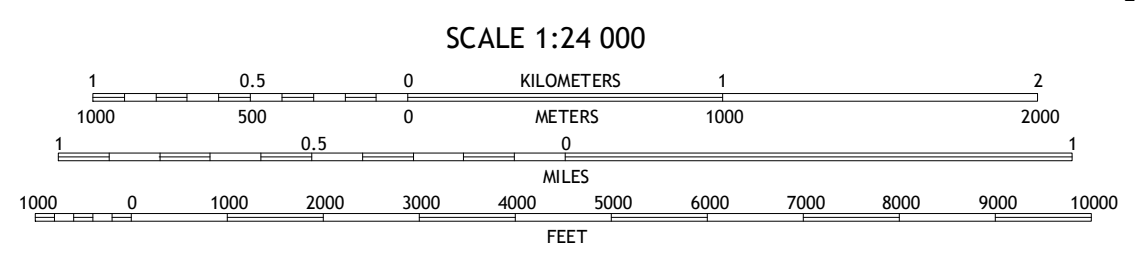 SCALE 1:24 000
1 0.5 0 KILOMETERS 1 2
1000 500 0 METERS 1000 2000
1 0.5 0 1
MILES
1000 0 1000 2000 3000 4000 5000 6000 7000 8000 9000 10000
FEET